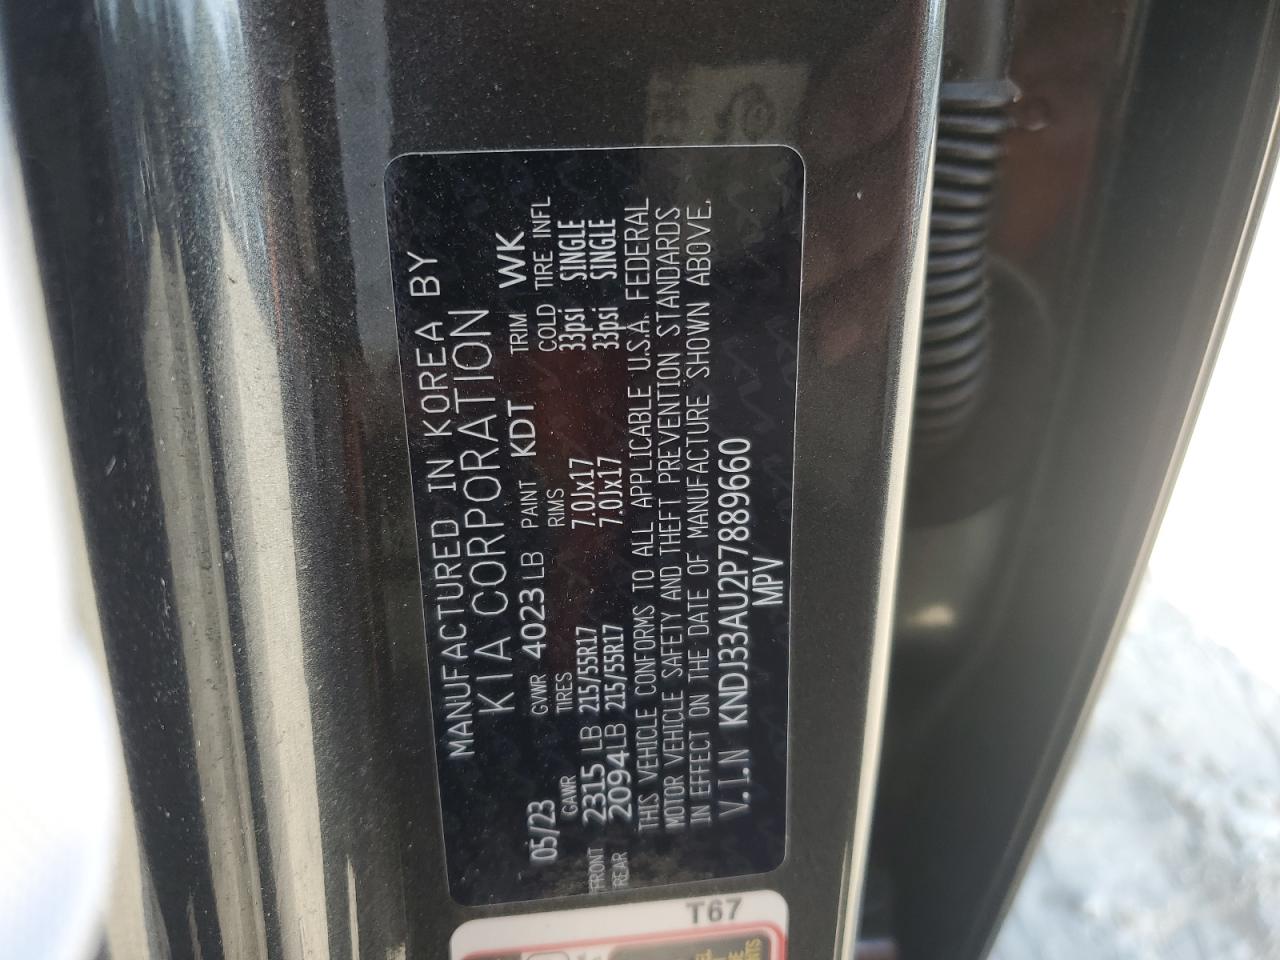 MANUFACTURED IN KOREA BY
KIA CORPORATION
05/23 GVWR 4023 LB PAINT KDT TRIM WK
GAWR TIRES RIMS COLD TIRE INFL
FRONT 2315 LB 215/55R17 7.0Jx17 33psi SINGLE
REAR 2094LB 215/55R17 7.0Jx17 33psi SINGLE
THIS VEHICLE CONFORMS TO ALL APPLICABLE U.S.A. FEDERAL
MOTOR VEHICLE SAFETY AND THEFT PREVENTION STANDARDS
IN EFFECT ON THE DATE OF MANUFACTURE SHOWN ABOVE.
V.I.N KNDJ33AU2P7889660
MPV
T67